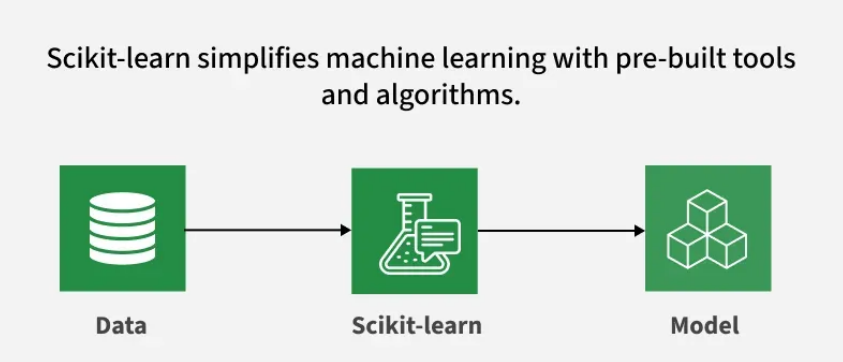 Scikit-learn simplifies machine learning with pre-built tools
and algorithms.
Data
Scikit-learn
Model